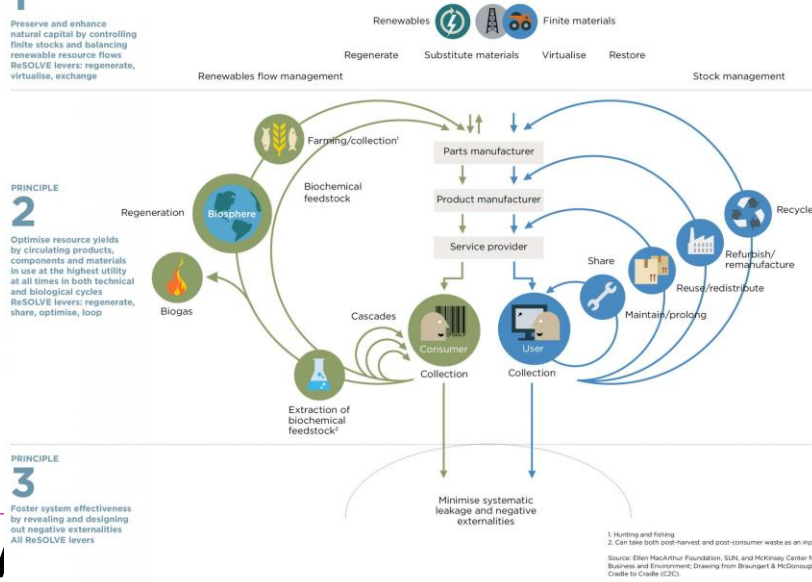 Preserve and enhance
natural capital by controlling
finite stocks and balancing
renewable resource flows
ReSOLVE levers: regenerate,
virtualise, exchange
Renewables
Finite materials
Regenerate
Substitute materials
Virtualise
Restore
Renewables flow management
Stock management
PRINCIPLE
2
Optimise resource yields
by circulating products,
components and materials
in use at the highest utility
at all times in both technical
and biological cycles
ReSOLVE levers: regenerate,
share, optimise, loop
Farming/collection¹
Parts manufacturer
Biochemical
feedstock
Regeneration
Biosphere
Product manufacturer
Recycle
Service provider
Share
Refurbish/
remanufacture
Reuse/redistribute
Biogas
Cascades
Maintain/prolong
Consumer
User
Collection
Collection
Extraction of
biochemical
feedstock²
PRINCIPLE
3
Foster system effectiveness
by revealing and designing
out negative externalities
All ReSOLVE levers
Minimise systematic
leakage and negative
externalities
1. Hunting and fishing
2. Can take both post-harvest and post-consumer waste as an
Source: Ellen MacArthur Foundation, SUN, and McKinsey Center
Business and Environment; Drawing from Braungart &
Cradle to Cradle (C2C).